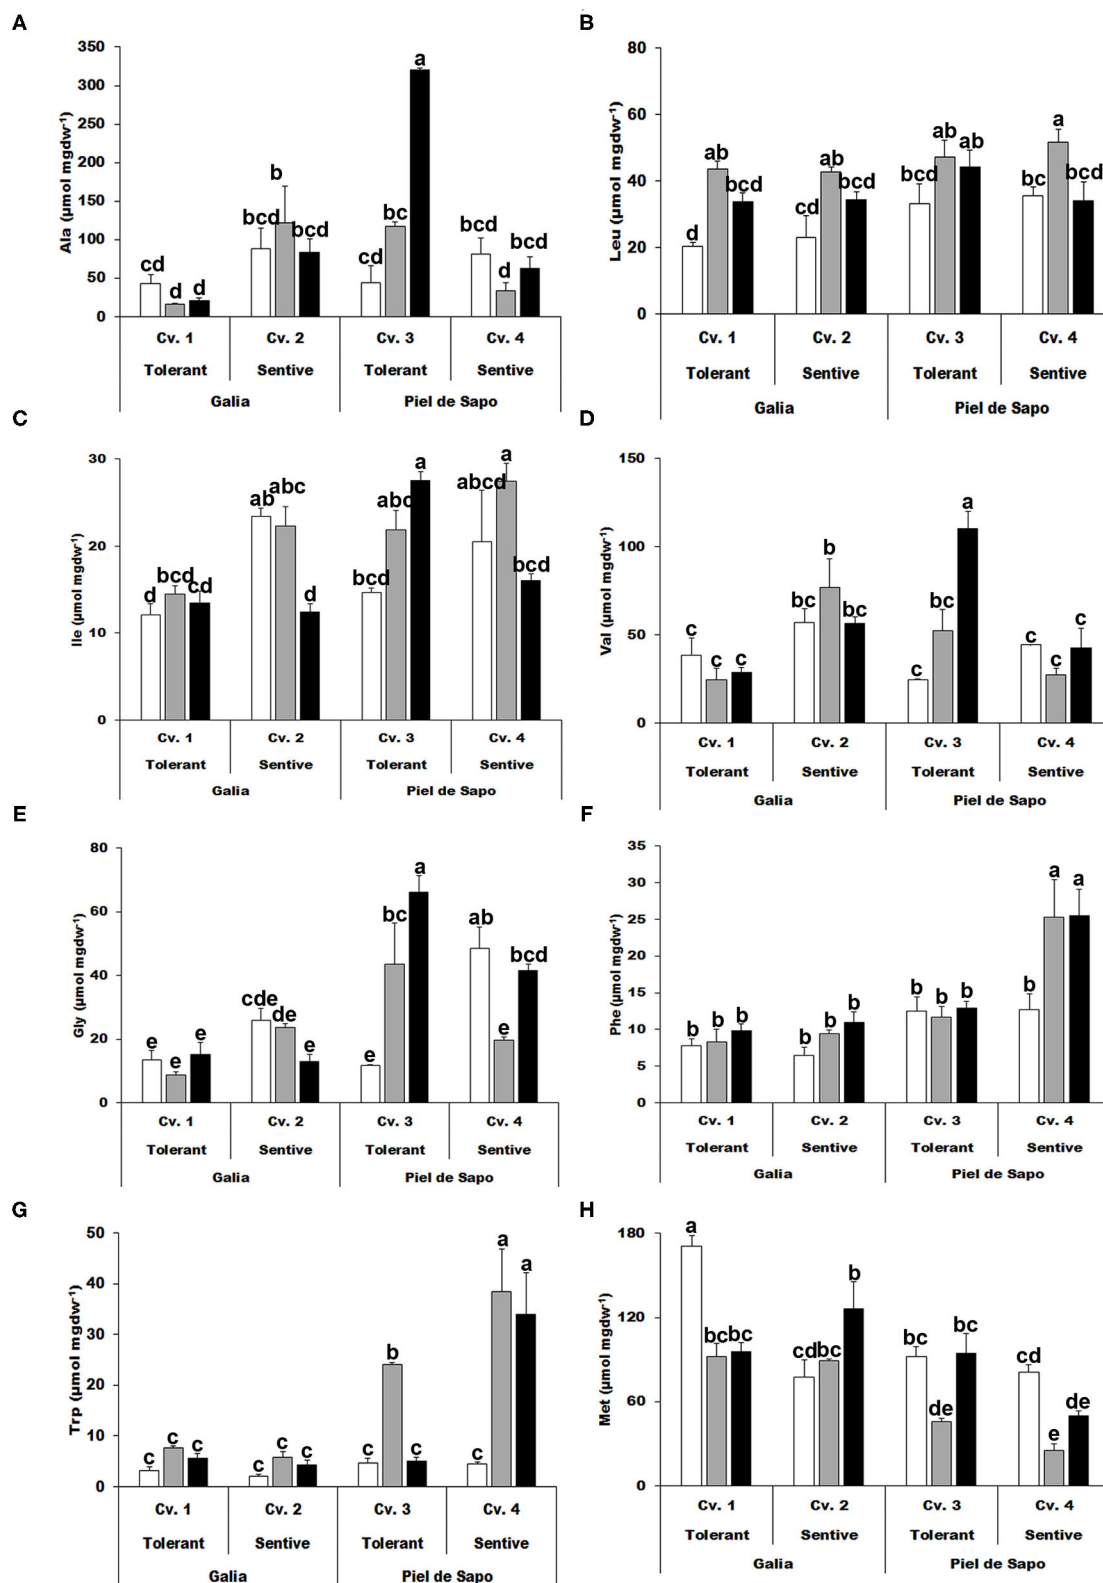 A
Ala (µmol mgdw-1)
350
300
250
200
150
100
50
0
cd d d
bcd b bcd
cd bc a
bcd d bcd
Cv. 1 Cv. 2 Cv. 3 Cv. 4
Tolerant Sentive Tolerant Sentive
Galia Piel de Sapo
B
Leu (µmol mgdw-1)
80
60
40
20
0
d ab bcd
cd ab bcd
bcd ab ab
bc a bcd
Cv. 1 Cv. 2 Cv. 3 Cv. 4
Tolerant Sentive Tolerant Sentive
Galia Piel de Sapo
C
Ile (µmol mgdw-1)
30
20
10
0
d bcd cd
ab abc d
bcd abc a
abcd a bcd
Cv. 1 Cv. 2 Cv. 3 Cv. 4
Tolerant Sentive Tolerant Sentive
Galia Piel de Sapo
D
Val (µmol mgdw-1)
150
100
50
0
c c c
bc b bc
c bc a
c c c
Cv. 1 Cv. 2 Cv. 3 Cv. 4
Tolerant Sentive Tolerant Sentive
Galia Piel de Sapo
E
Gly (µmol mgdw-1)
80
60
40
20
0
e e e
cde de e
e bc a
ab e bcd
Cv. 1 Cv. 2 Cv. 3 Cv. 4
Tolerant Sentive Tolerant Sentive
Galia Piel de Sapo
F
Phe (µmol mgdw-1)
35
30
25
20
15
10
5
0
b b b
b b b
b b b
b a a
Cv. 1 Cv. 2 Cv. 3 Cv. 4
Tolerant Sentive Tolerant Sentive
Galia Piel de Sapo
G
Trp (µmol mgdw-1)
50
40
30
20
10
0
c c c
c c c
c b c
c a a
Cv. 1 Cv. 2 Cv. 3 Cv. 4
Tolerant Sentive Tolerant Sentive
Galia Piel de Sapo
H
Met (µmol mgdw-1)
180
120
60
0
a bc bc
cd bc b
bc de bc
cd e de
Cv. 1 Cv. 2 Cv. 3 Cv. 4
Tolerant Sentive Tolerant Sentive
Galia Piel de Sapo